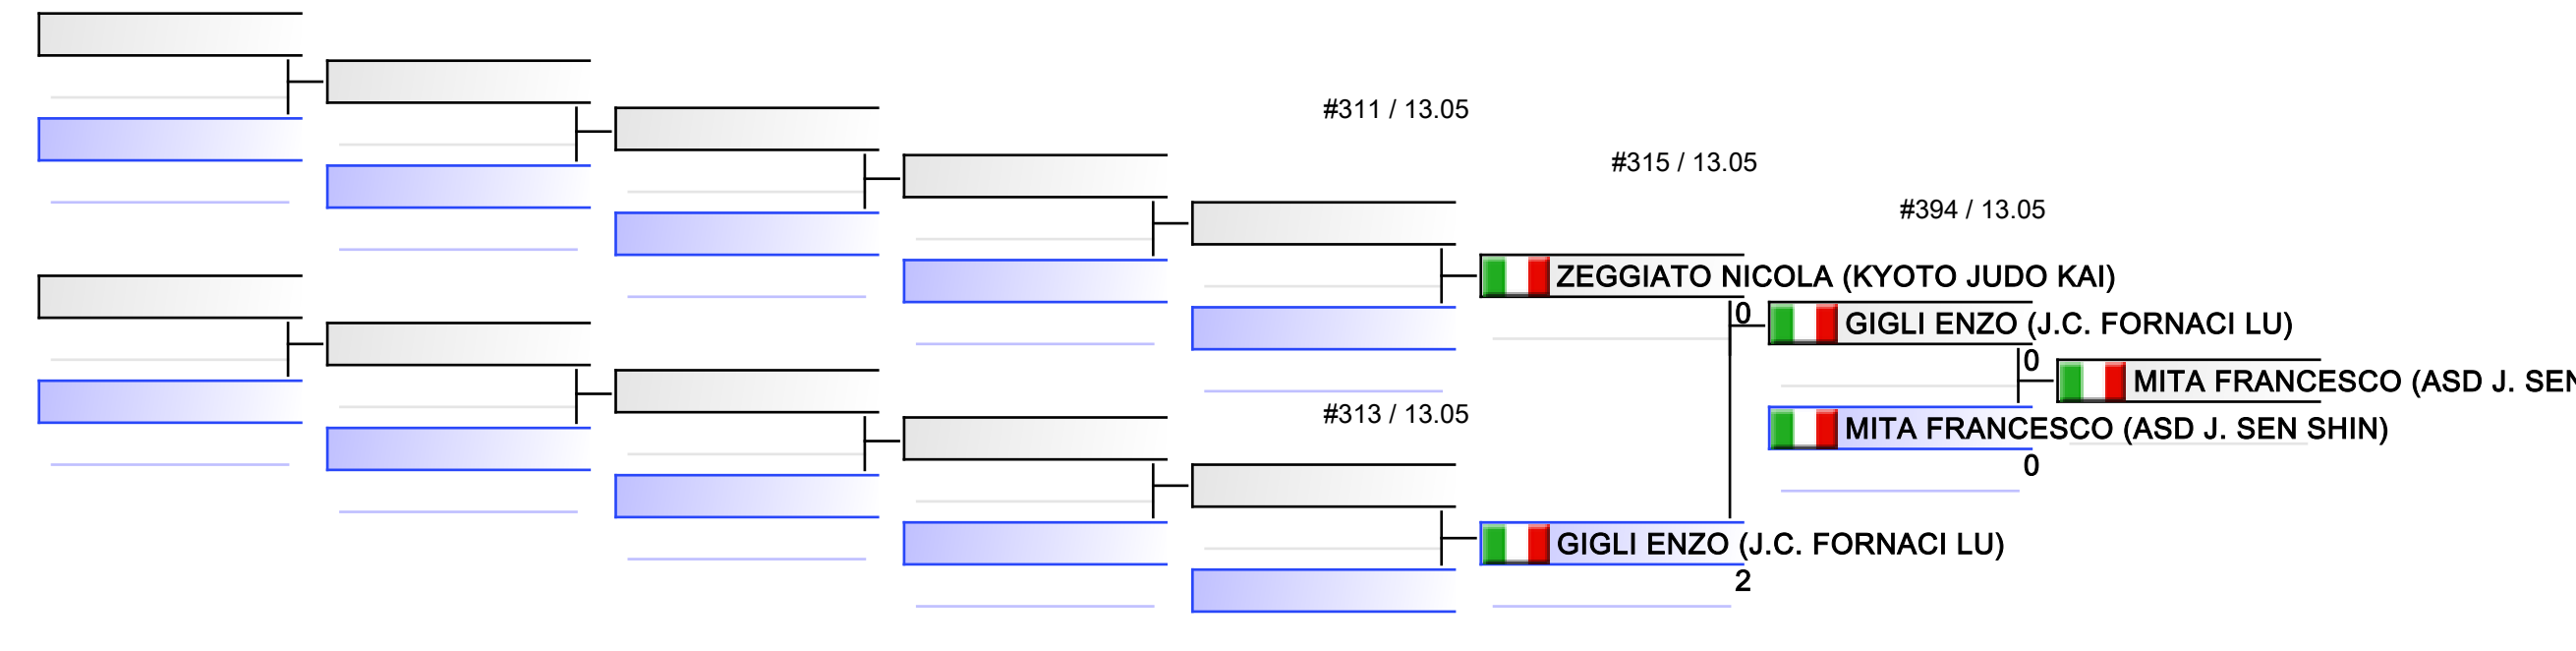 #311 / 13.05
#315 / 13.05
#394 / 13.05
ZEGGIATO NICOLA (KYOTO JUDO KAI)
0
GIGLI ENZO (J.C. FORNACI LU)
0
MITA FRANCESCO (ASD J. SEN
#313 / 13.05
MITA FRANCESCO (ASD J. SEN SHIN)
0
GIGLI ENZO (J.C. FORNACI LU)
2